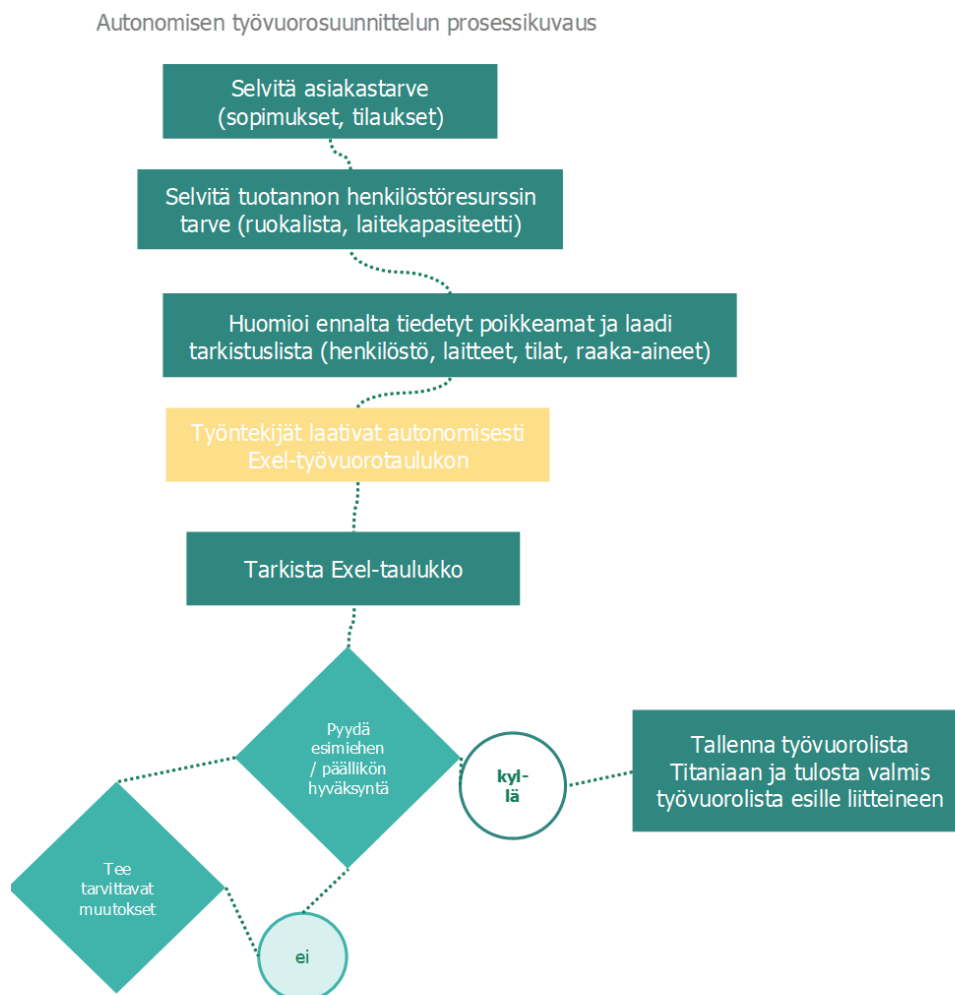 Autonomisen työvuorosuunnittelun prosessikuvaus
Selvitä asiakastarve
(sopimukset, tilaukset)
Selvitä tuotannon henkilöstöresurssin
tarve (ruokalista, laitekapasiteetti)
Huomioi ennalta tiedetyt poikkeamat ja laadi
tarkistuslista (henkilöstö, laitteet, tilat, raaka-aineet)
Työntekijät laativat autonomisesti
Exel-työvuorotaulukon
Tarkista Exel-taulukko
Pyydä
esimiehen
/ päällikön
hyväksyntä
kyl-
lä
Tallenna työvuorolista
Titaniaan ja tulosta valmis
työvuorolista esille liitteineen
Tee
tarvittavat
muutokset
ei